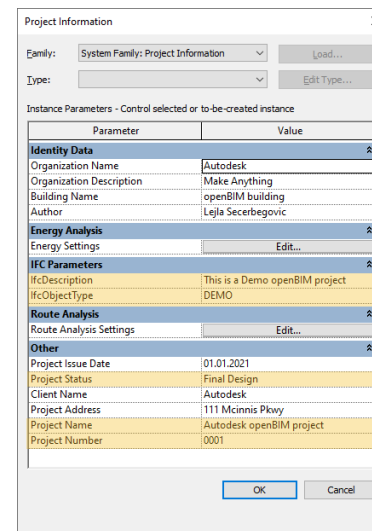 Project Information
Family: System Family: Project Information Load...
Type: Edit Type...
Instance Parameters - Control selected or to-be-created instance
Parameter Value
Identity Data
Organization Name Autodesk
Organization Description Make Anything
Building Name openBIM building
Author Lejla Secerbegovic
Energy Analysis
Energy Settings Edit...
IFC Parameters
IfcDescription This is a Demo openBIM project
IfcObjectType DEMO
Route Analysis
Route Analysis Settings Edit...
Other
Project Issue Date 01.01.2021
Project Status Final Design
Client Name Autodesk
Project Address 111 Mcinnis Pkwy
Project Name Autodesk openBIM project
Project Number 0001
OK Cancel